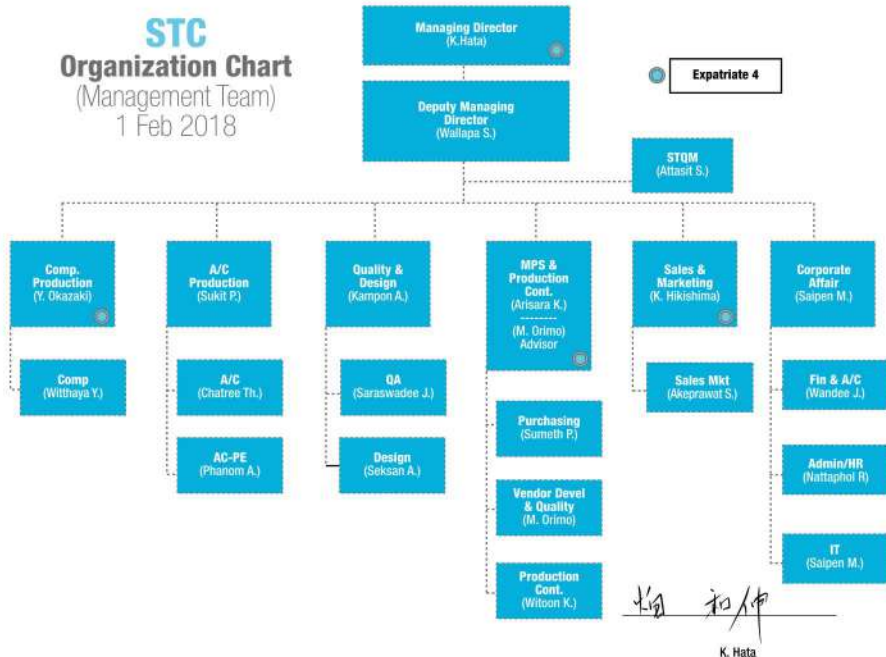 STC
Organization Chart
(Management Team)
1 Feb 2018
Managing Director
(K.Hata)
Expatriate 4
Deputy Managing
Director
(Wallapa S.)
STQM
(Attasit S.)
Comp.
Production
(Y. Okazaki)
A/C
Production
(Sukit P.)
Quality &
Design
(Kampon A.)
MPS &
Production
Cont.
(Arisara K.)
--------
(M. Orimo)
Advisor
Sales &
Marketing
(K. Hikishima)
Corporate
Affair
(Saipen M.)
Comp
(Witthaya Y.)
A/C
(Chatree Th.)
QA
(Saraswadee J.)
Sales Mkt
(Akeprawat S.)
Fin & A/C
(Wandee J.)
Purchasing
(Sumeth P.)
AC-PE
(Phanom A.)
Design
(Seksan A.)
Admin/HR
(Nattaphol R)
Vendor Devel
& Quality
(M. Orimo)
IT
(Saipen M.)
Production
Cont.
(Witoon K.)
畑 和伸
K. Hata